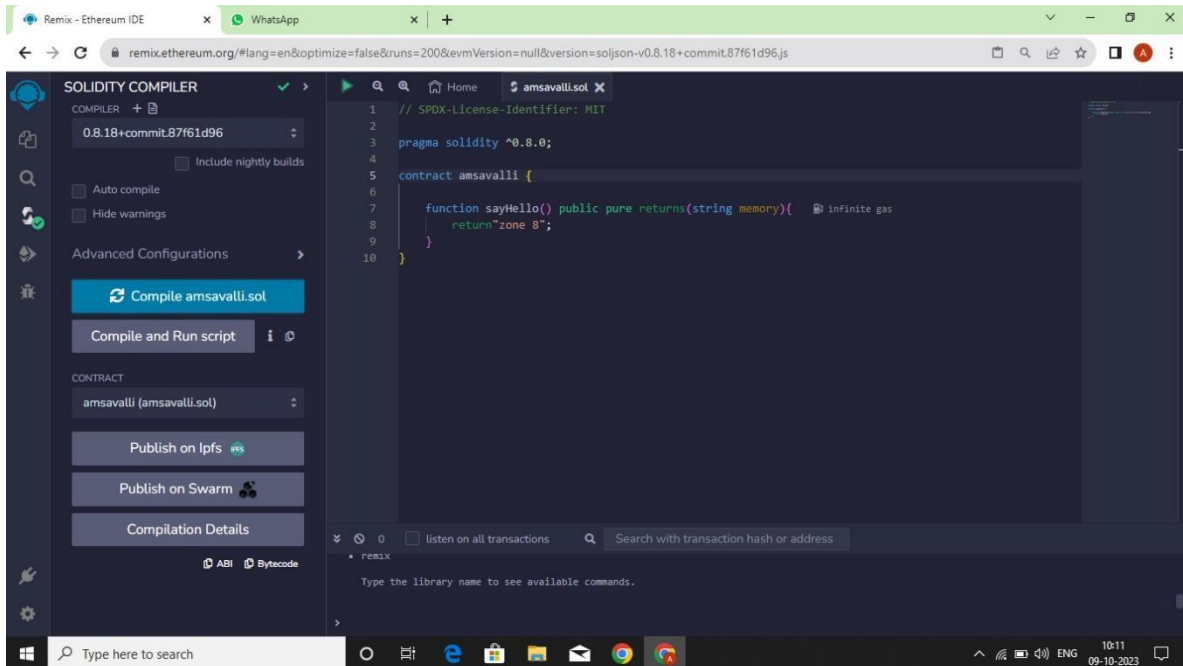 Remix - Ethereum IDE
WhatsApp
remix.ethereum.org/#lang=en&optimize=false&runs=200&evmVersion=null&version=soljson-v0.8.18+commit.87f61d96.js
A
SOLIDITY COMPILER
COMPILER
0.8.18+commit.87f61d96
Include nightly builds
Auto compile
Hide warnings
Advanced Configurations
Compile amsavalli.sol
Compile and Run script
i
CONTRACT
amsavalli (amsavalli.sol)
Publish on Ipfs IPFS
Publish on Swarm
Compilation Details
ABI Bytecode
Home
amsavalli.sol
1 // SPDX-License-Identifier: MIT
2
3 pragma solidity ^0.8.0;
4
5 contract amsavalli {
6
7 function sayHello() public pure returns(string memory){ infinite gas
8 return"zone 8";
9 }
10 }
0 listen on all transactions Search with transaction hash or address
• remix
Type the library name to see available commands.
>
Type here to search
ENG
10:11
09-10-2023